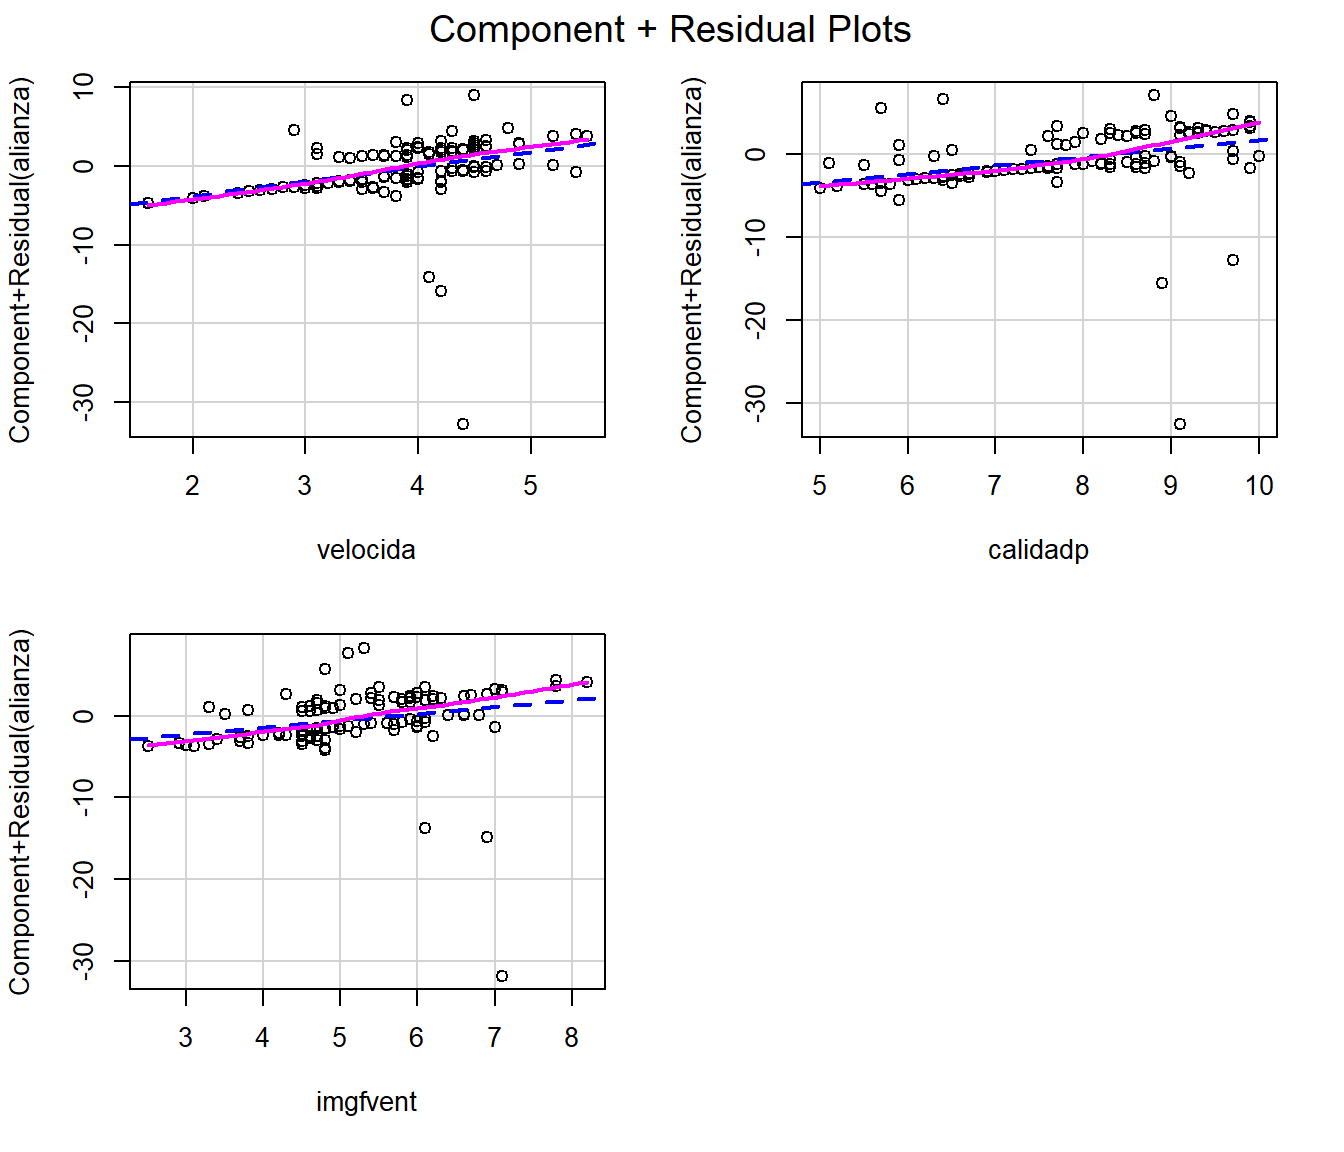 Component + Residual Plots
Component+Residual(alianza)
10
0
-10
-20
-30
2 3 4 5
velocida
Component+Residual(alianza)
0
-10
-20
-30
5 6 7 8 9 10
calidadp
Component+Residual(alianza)
0
-10
-20
-30
3 4 5 6 7 8
imgfvent